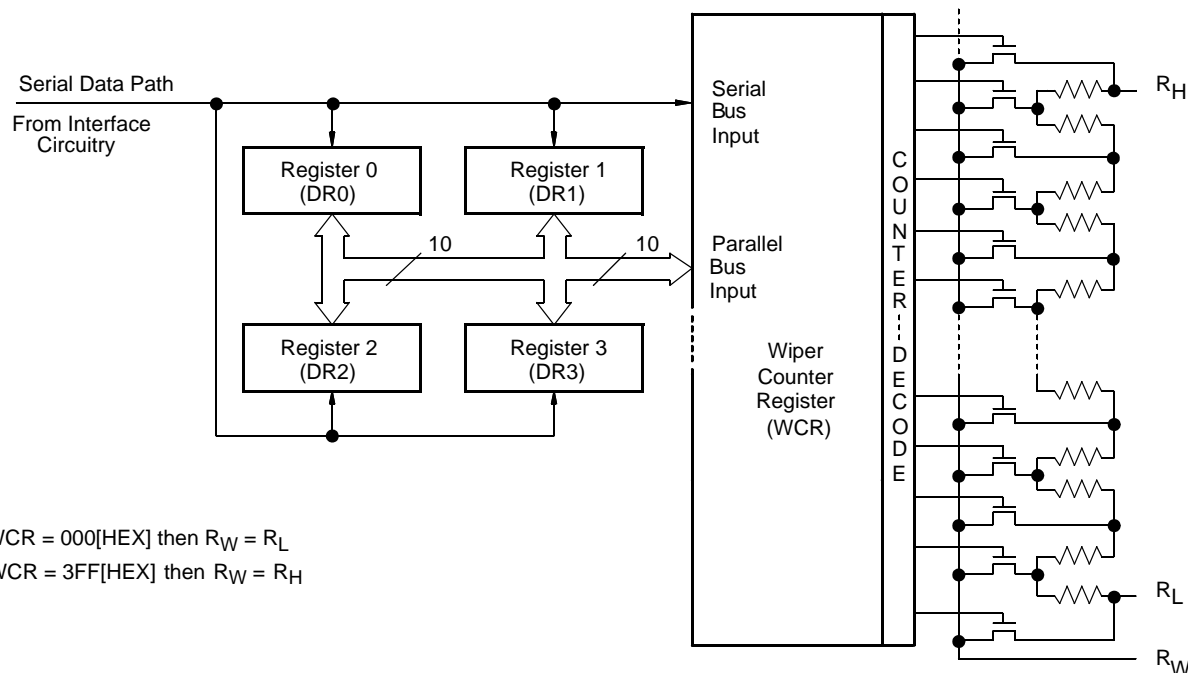 Serial Data Path
From Interface
Circuitry
Register 0
(DR0)
Register 1
(DR1)
10
10
Register 2
(DR2)
Register 3
(DR3)
Serial
Bus
Input
Parallel
Bus
Input
Wiper
Counter
Register
(WCR)
COUNTER
DECODE
RH
RL
RW
WCR = 000[HEX] then RW = RL
WCR = 3FF[HEX] then RW = RH